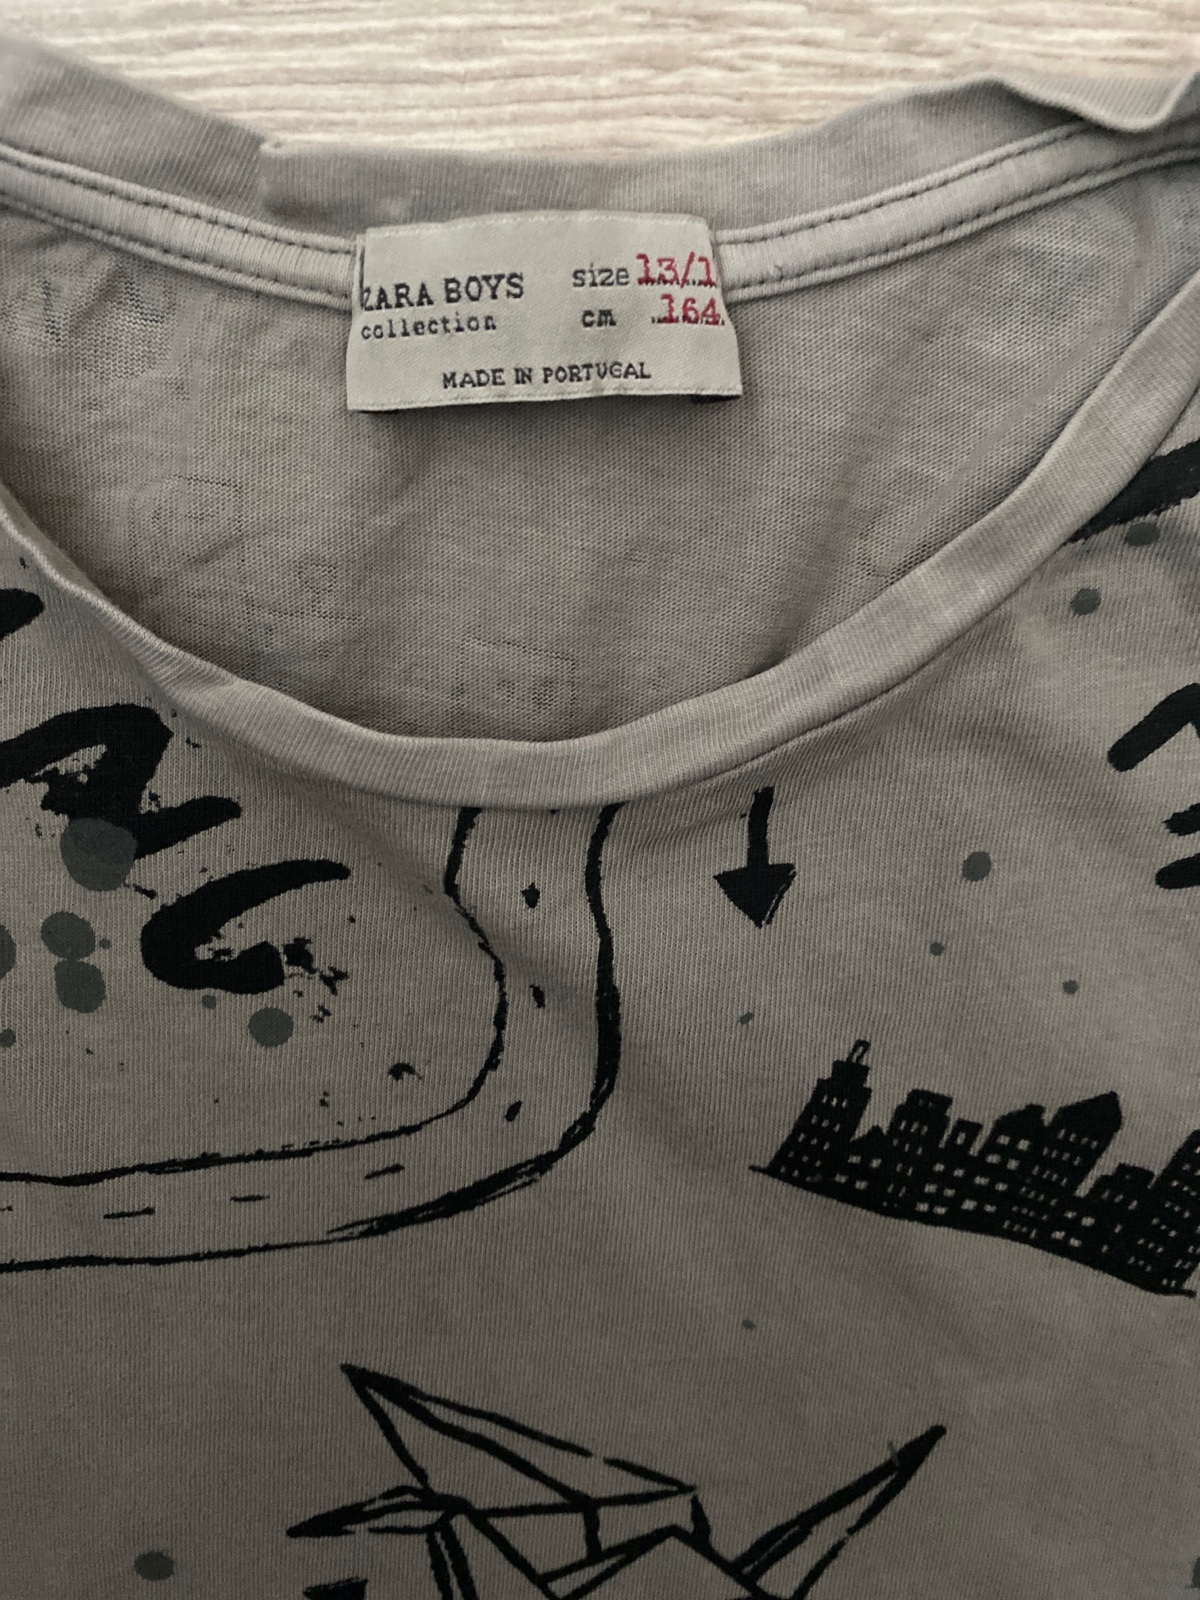 ZARA BOYS size 13/1
collection cm 164
MADE IN PORTUGAL